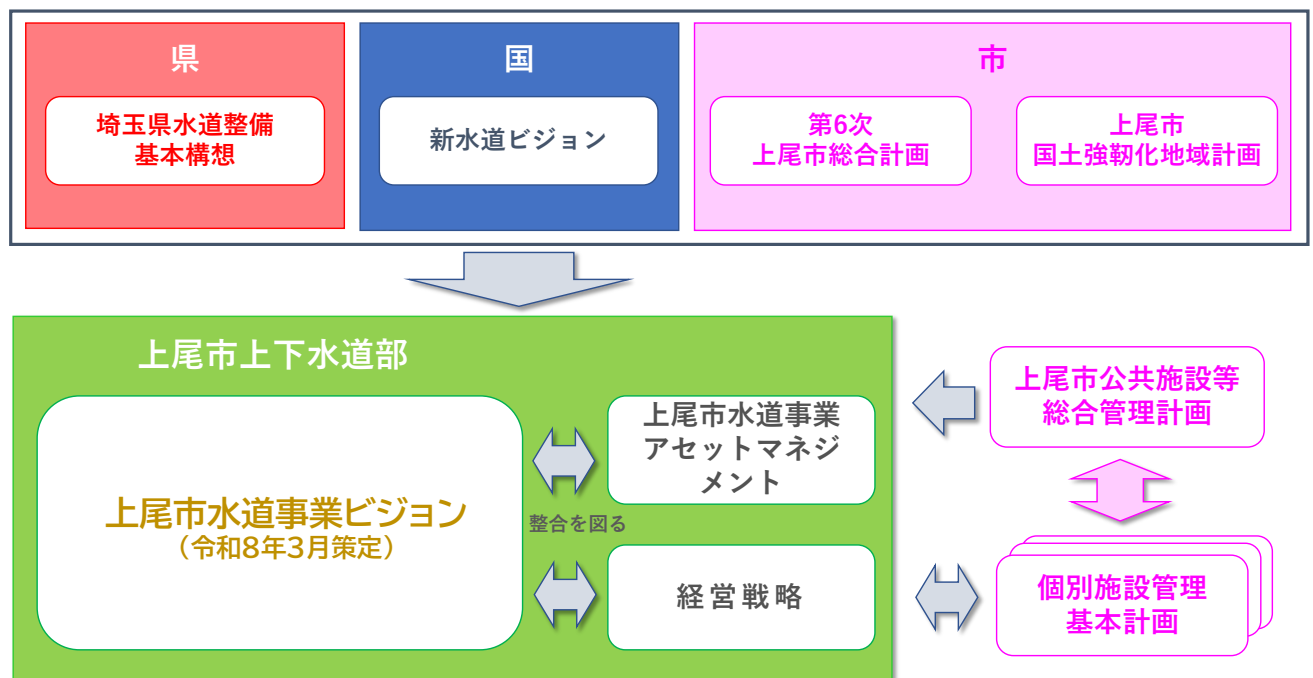 県
埼玉県水道整備
基本構想
国
新水道ビジョン
市
第6次
上尾市総合計画
上尾市
国土強靭化地域計画
上尾市上下水道部
上尾市水道事業ビジョン
（令和8年3月策定）
上尾市水道事業
アセットマネジ
メント
整合を図る
経営戦略
上尾市公共施設等
総合管理計画
個別施設管理
基本計画